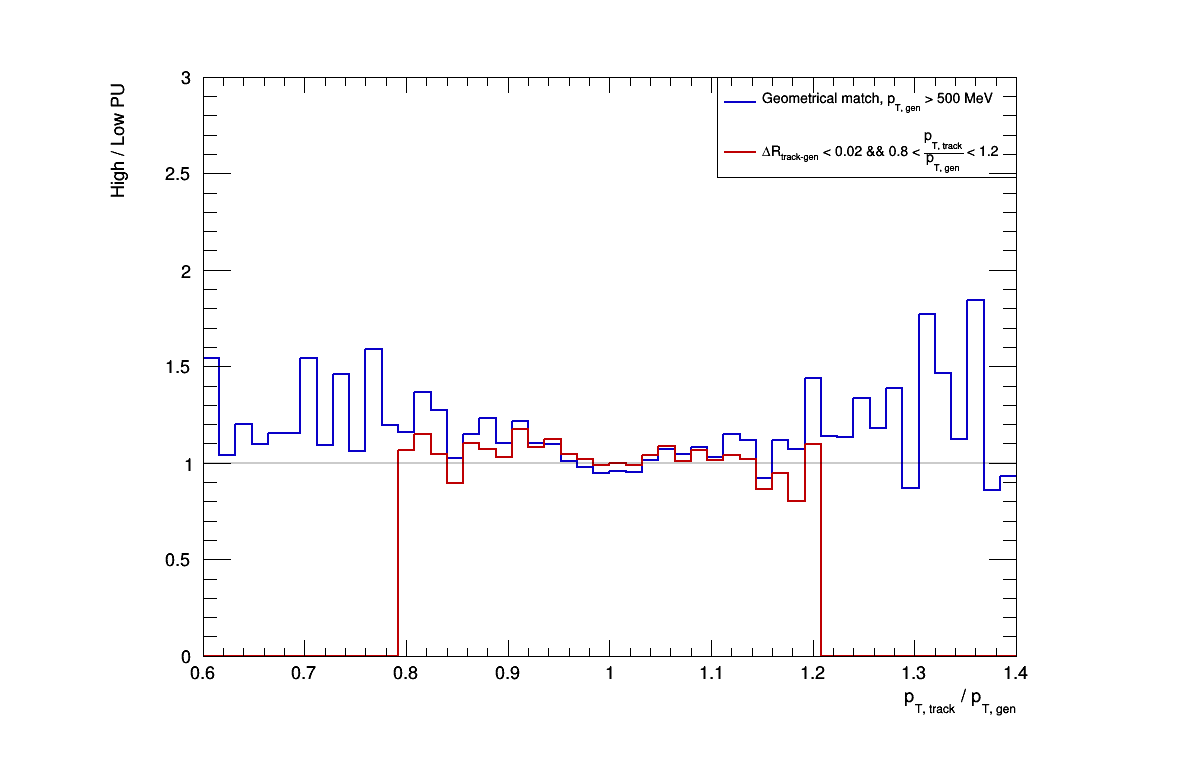 High / Low PU
3
2.5
2
1.5
1
0.5
0
0.6 0.7 0.8 0.9 1 1.1 1.2 1.3 1.4
p_T, track / p_T, gen
Geometrical match, p_T, gen > 500 MeV
ΔR_track-gen < 0.02 && 0.8 < p_T, track / p_T, gen < 1.2